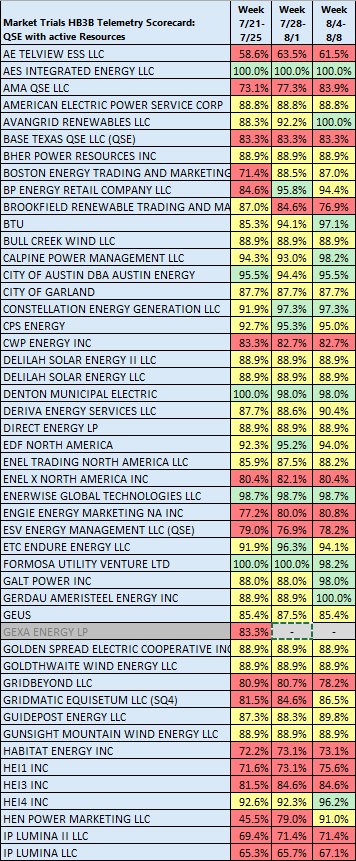 Market Trials HB3B Telemetry Scorecard: QSE with active Resources Week 7/21-7/25 Week 7/28-8/1 Week 8/4-8/8
AE TELVIEW ESS LLC 58.6% 63.5% 61.5%
AES INTEGRATED ENERGY LLC 100.0% 100.0% 100.0%
AMA QSE LLC 73.1% 77.3% 83.9%
AMERICAN ELECTRIC POWER SERVICE CORP 88.8% 88.8% 88.8%
AVANGRID RENEWABLES LLC 88.3% 92.2% 100.0%
BASE TEXAS QSE LLC (QSE) 83.3% 83.3% 83.3%
BHER POWER RESOURCES INC 88.9% 88.9% 88.9%
BOSTON ENERGY TRADING AND MARKETING 71.4% 88.5% 87.0%
BP ENERGY RETAIL COMPANY LLC 84.6% 95.8% 94.4%
BROOKFIELD RENEWABLE TRADING AND MA 87.0% 84.6% 76.9%
BTU 85.3% 94.1% 97.1%
BULL CREEK WIND LLC 88.9% 88.9% 88.9%
CALPINE POWER MANAGEMENT LLC 94.3% 93.0% 98.2%
CITY OF AUSTIN DBA AUSTIN ENERGY 95.5% 94.4% 95.5%
CITY OF GARLAND 87.7% 87.7% 87.7%
CONSTELLATION ENERGY GENERATION LLC 91.9% 97.3% 97.3%
CPS ENERGY 92.7% 95.3% 95.0%
CWP ENERGY INC 83.3% 82.7% 82.7%
DELILAH SOLAR ENERGY II LLC 88.9% 88.9% 88.9%
DELILAH SOLAR ENERGY LLC 88.9% 88.9% 88.9%
DENTON MUNICIPAL ELECTRIC 100.0% 98.0% 98.0%
DERIVA ENERGY SERVICES LLC 87.7% 88.6% 90.4%
DIRECT ENERGY LP 88.9% 88.9% 88.9%
EDF NORTH AMERICA 92.3% 95.2% 94.0%
ENEL TRADING NORTH AMERICA LLC 85.9% 87.5% 88.2%
ENEL X NORTH AMERICA INC 80.4% 82.1% 80.4%
ENERWISE GLOBAL TECHNOLOGIES LLC 98.7% 98.7% 98.7%
ENGIE ENERGY MARKETING NA INC 77.2% 80.0% 80.8%
ESV ENERGY MANAGEMENT LLC (QSE) 79.0% 76.9% 78.2%
ETC ENDURE ENERGY LLC 91.9% 96.3% 94.1%
FORMOSA UTILITY VENTURE LTD 100.0% 100.0% 98.2%
GALT POWER INC 88.0% 88.0% 98.0%
GERDAU AMERISTEEL ENERGY INC 88.9% 88.9% 100.0%
GEUS 85.4% 87.5% 85.4%
GEXA ENERGY LP 83.3% - -
GOLDEN SPREAD ELECTRIC COOPERATIVE INC 88.9% 88.9% 88.9%
GOLDTHWAITE WIND ENERGY LLC 88.9% 88.9% 88.9%
GRIDBEYOND LLC 80.9% 80.7% 78.2%
GRIDMATIC EQUISETUM LLC (SQ4) 81.5% 84.6% 86.5%
GUIDEPOST ENERGY LLC 87.3% 88.3% 89.8%
GUNSIGHT MOUNTAIN WIND ENERGY LLC 88.9% 88.9% 88.9%
HABITAT ENERGY INC 72.2% 73.1% 73.1%
HEI1 INC 71.6% 73.1% 75.6%
HEI3 INC 81.5% 84.6% 84.6%
HEI4 INC 92.6% 92.3% 96.2%
HEN POWER MARKETING LLC 45.5% 79.0% 91.0%
IP LUMINA II LLC 69.4% 71.4% 71.4%
IP LUMINA LLC 65.3% 65.7% 67.1%